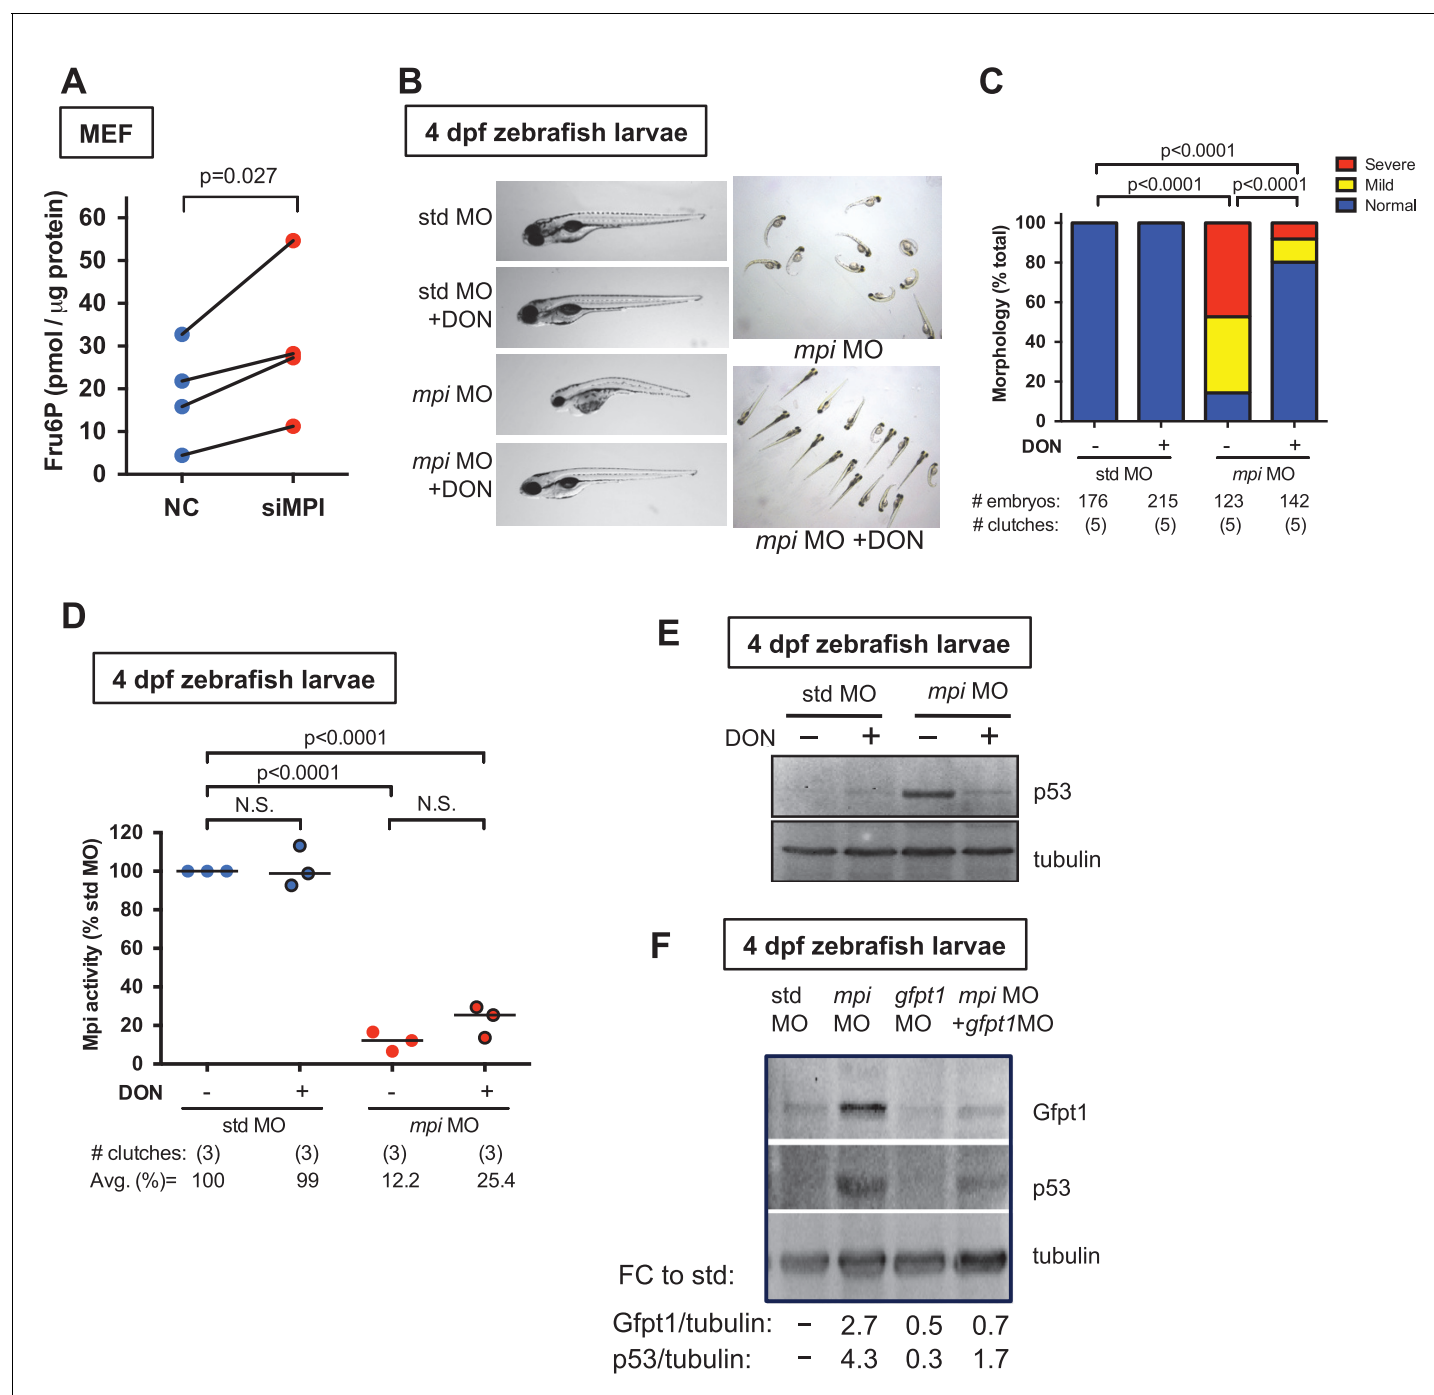 A
MEF
p=0.027
Fru6P (pmol / µg protein)
60
50
40
30
20
10
0
NC
siMPI
B
4 dpf zebrafish larvae
std MO
std MO
+DON
mpi MO
mpi MO
+DON
mpi MO
mpi MO +DON
C
p<0.0001
p<0.0001
p<0.0001
Severe
Mild
Normal
Morphology (% total)
100
80
60
40
20
0
DON - + - +
std MO mpi MO
# embryos: 176 215 123 142
# clutches: (5) (5) (5) (5)
D
4 dpf zebrafish larvae
p<0.0001
p<0.0001
N.S. N.S.
Mpi activity (% std MO)
120
100
80
60
40
20
0
DON - + - +
std MO mpi MO
# clutches: (3) (3) (3) (3)
Avg. (%)= 100 99 12.2 25.4
E
4 dpf zebrafish larvae
std MO mpi MO
DON − + − +
p53
tubulin
F
4 dpf zebrafish larvae
std mpi gfpt1 mpi MO
MO MO MO +gfpt1MO
Gfpt1
p53
tubulin
FC to std:
Gfpt1/tubulin: − 2.7 0.5 0.7
p53/tubulin: − 4.3 0.3 1.7